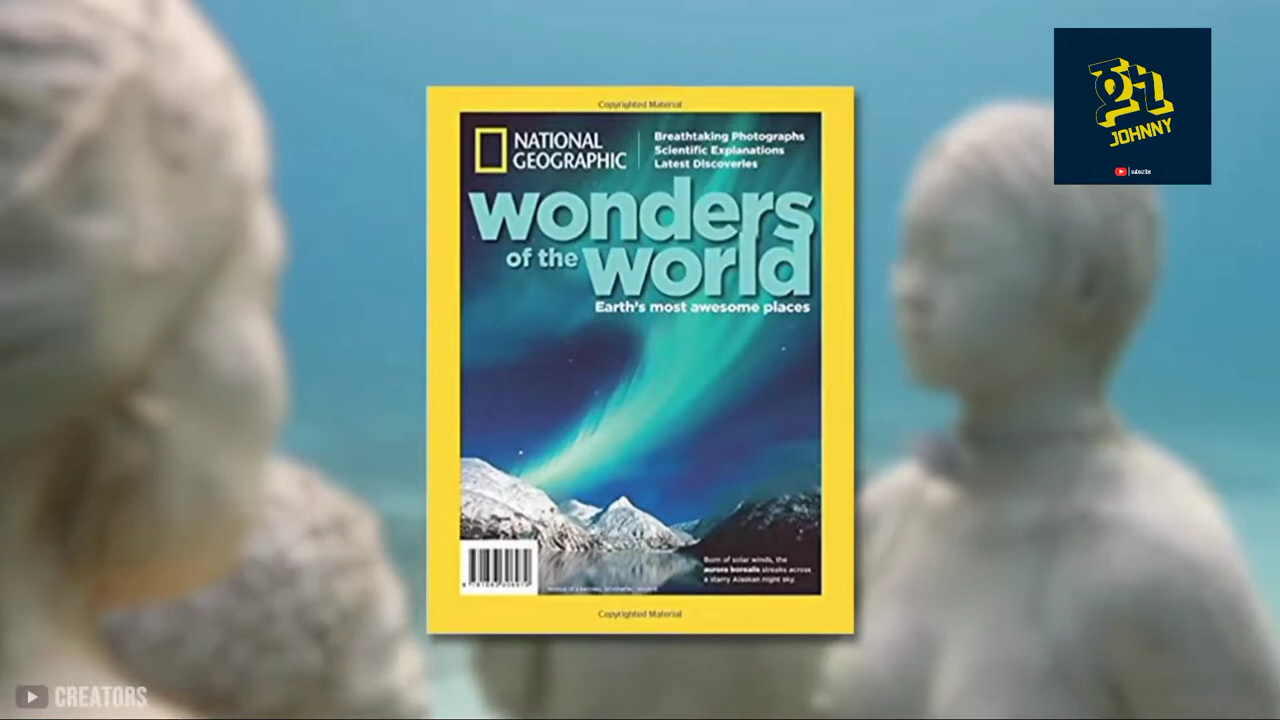 Copyrighted Material
NATIONAL
GEOGRAPHIC
Breathtaking Photographs
Scientific Explanations
Latest Discoveries
wonders
of the world
Earth's most awesome places
Born of solar winds, the
aurora borealis streaks across
a starry Alaskan night sky.
Copyrighted Material
JOHNNY
subscribe
CREATORS